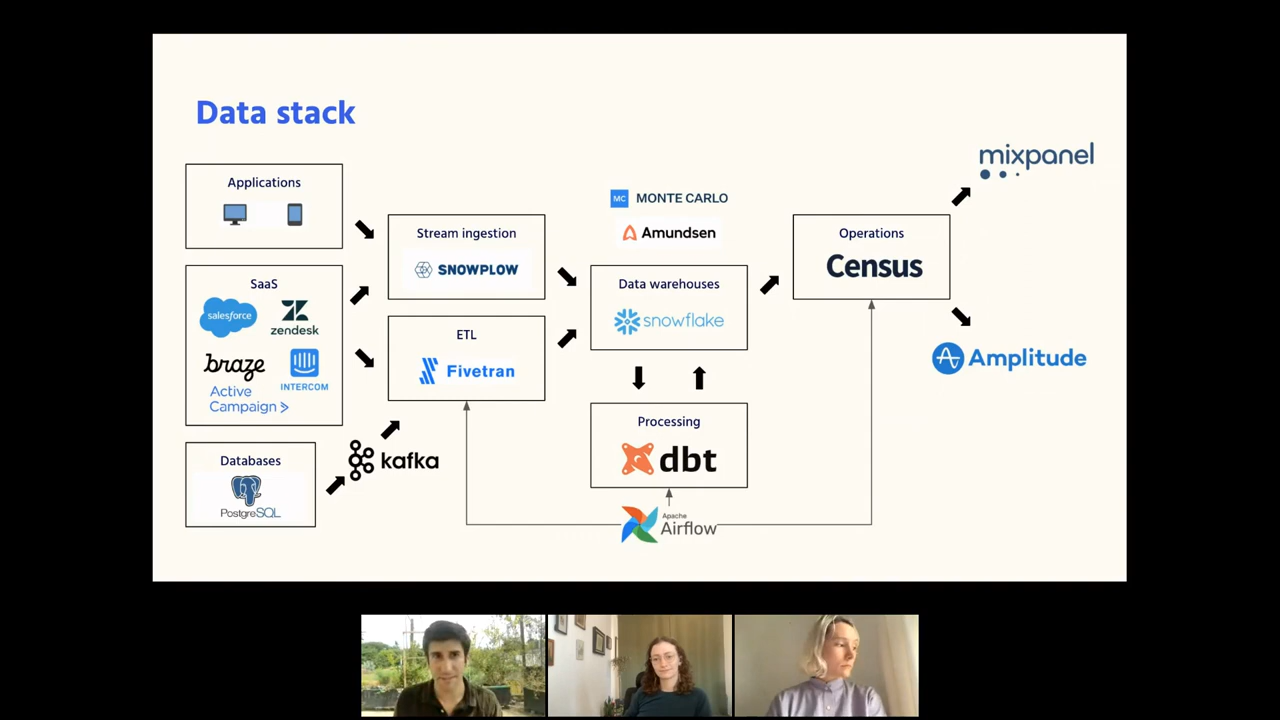 Data stack
Applications
SaaS
salesforce
zendesk
braze
INTERCOM
Active
Campaign >
Databases
PostgreSQL
kafka
Stream ingestion
SNOWPLOW
ETL
Fivetran
MC MONTE CARLO
Amundsen
Data warehouses
snowflake
Processing
dbt
Apache
Airflow
Operations
Census
mixpanel
Amplitude